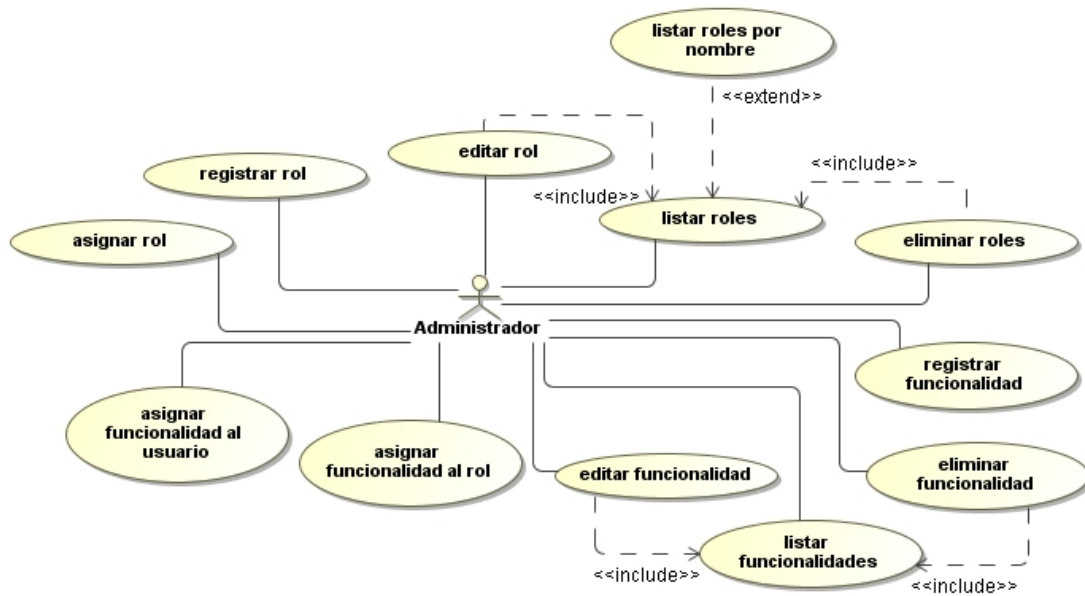 listar roles por
nombre
<<extend>>
editar rol
<<include>>
registrar rol
<<include>>
listar roles
asignar rol
eliminar roles
Administrador
registrar
funcionalidad
asignar
funcionalidad al
usuario
asignar
funcionalidad al rol
editar funcionalidad
eliminar
funcionalidad
listar
funcionalidades
<<include>>
<<include>>